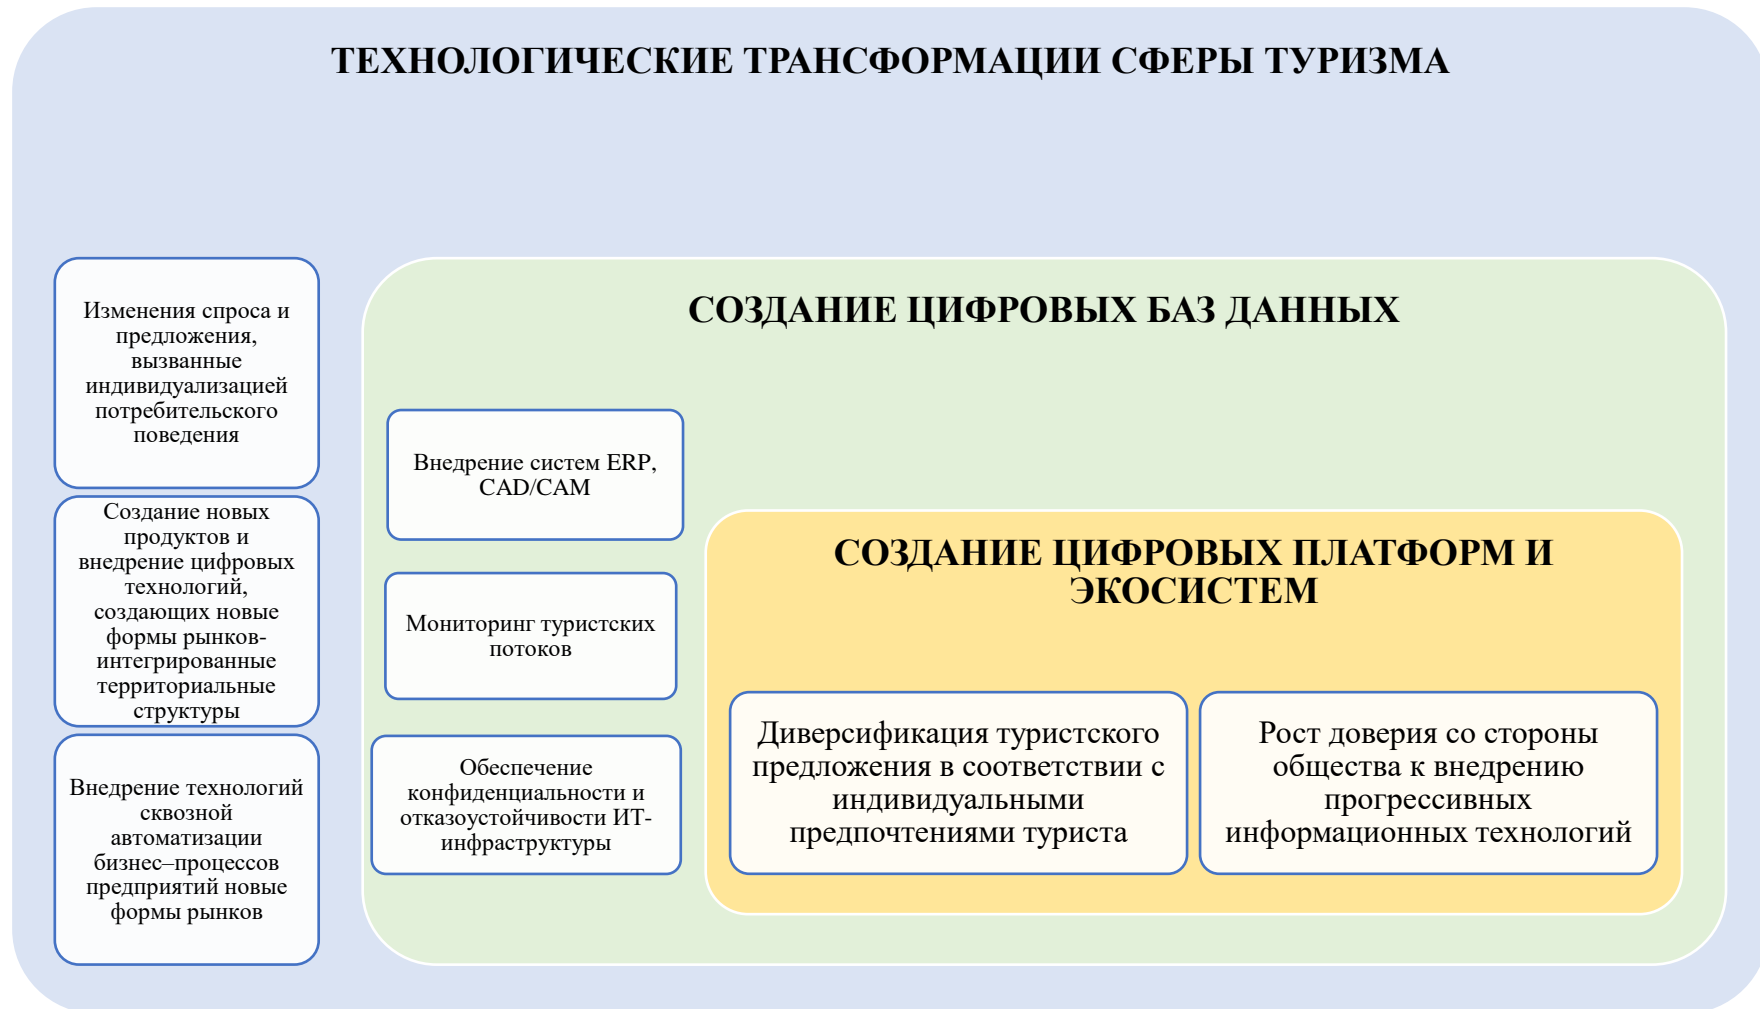 ТЕХНОЛОГИЧЕСКИЕ ТРАНСФОРМАЦИИ СФЕРЫ ТУРИЗМА
Изменения спроса и
предложения,
вызванные
индивидуализацией
потребительского
поведения
Создание новых
продуктов и
внедрение цифровых
технологий,
создающих новые
формы рынков-
интегрированные
территориальные
структуры
Внедрение технологий
сквозной
автоматизации
бизнес–процессов
предприятий новые
формы рынков
СОЗДАНИЕ ЦИФРОВЫХ БАЗ ДАННЫХ
Внедрение систем ERP,
CAD/CAM
Мониторинг туристских
потоков
Обеспечение
конфиденциальности и
отказоустойчивости ИТ-
инфраструктуры
СОЗДАНИЕ ЦИФРОВЫХ ПЛАТФОРМ И
ЭКОСИСТЕМ
Диверсификация туристского
предложения в соответствии с
индивидуальными
предпочтениями туриста
Рост доверия со стороны
общества к внедрению
прогрессивных
информационных технологий